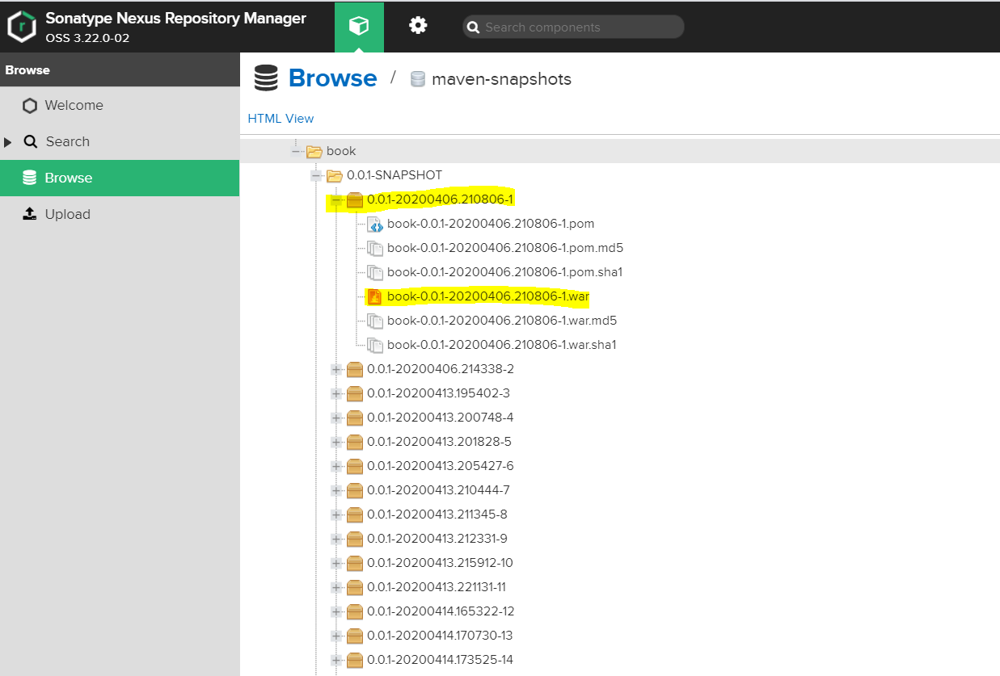 Sonatype Nexus Repository Manager
OSS 3.22.0-02
Search components
Browse
Welcome
Search
Browse
Upload
Browse / maven-snapshots
HTML View
book
0.0.1-SNAPSHOT
0.0.1-20200406.210806-1
book-0.0.1-20200406.210806-1.pom
book-0.0.1-20200406.210806-1.pom.md5
book-0.0.1-20200406.210806-1.pom.sha1
book-0.0.1-20200406.210806-1.war
book-0.0.1-20200406.210806-1.war.md5
book-0.0.1-20200406.210806-1.war.sha1
0.0.1-20200406.214338-2
0.0.1-20200413.195402-3
0.0.1-20200413.200748-4
0.0.1-20200413.201828-5
0.0.1-20200413.205427-6
0.0.1-20200413.210444-7
0.0.1-20200413.211345-8
0.0.1-20200413.212331-9
0.0.1-20200413.215912-10
0.0.1-20200413.221131-11
0.0.1-20200414.165322-12
0.0.1-20200414.170730-13
0.0.1-20200414.173525-14